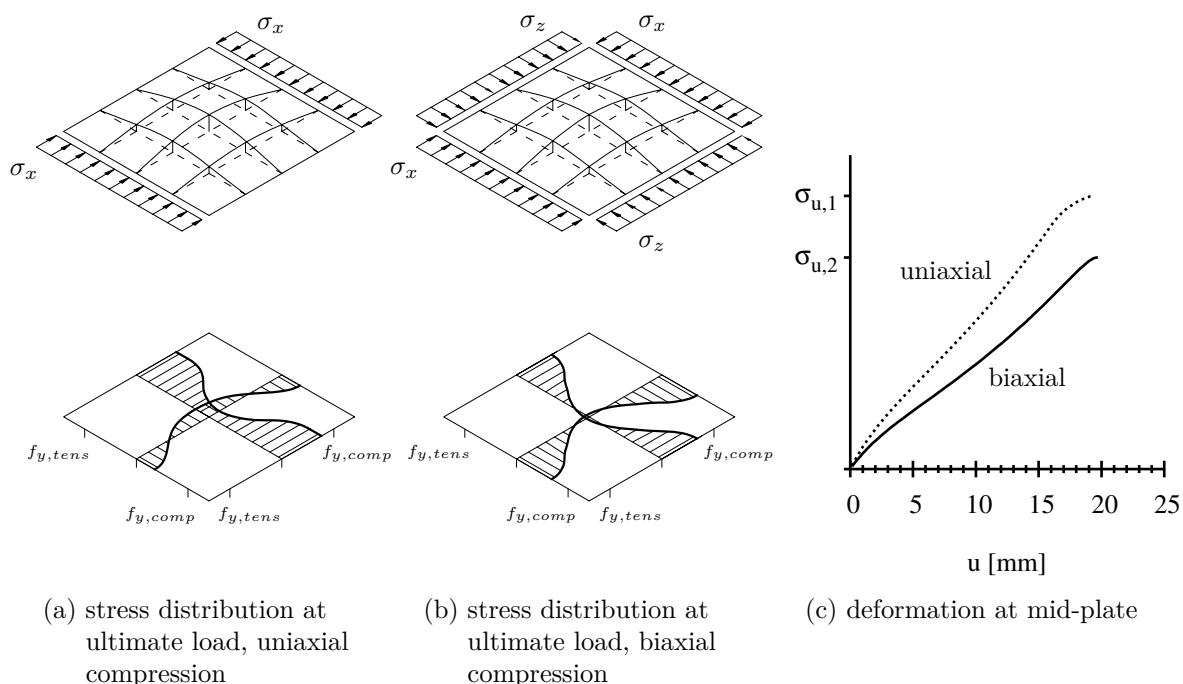 σx
σx
σz
σx
σx
σz
fy,tens
fy,comp
fy,comp
fy,tens
fy,tens
fy,comp
fy,comp
fy,tens
σu,1
σu,2
uniaxial
biaxial
0 5 10 15 20 25
u [mm]
(a) stress distribution at
ultimate load, uniaxial
compression
(b) stress distribution at
ultimate load, biaxial
compression
(c) deformation at mid-plate